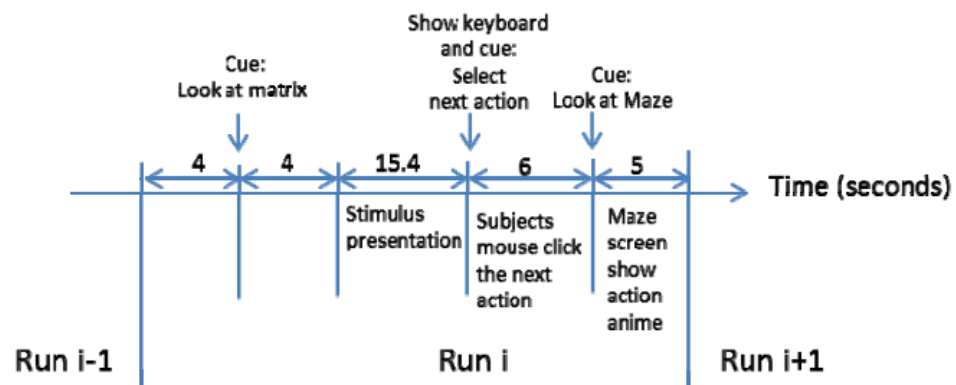 Show keyboard
and cue:
Select
next action
Cue:
Look at matrix
Cue:
Look at Maze
4
4
15.4
6
5
Time (seconds)
Stimulus
presentation
Subjects
mouse click
the next
action
Maze
screen
show
action
anime
Run i-1
Run i
Run i+1